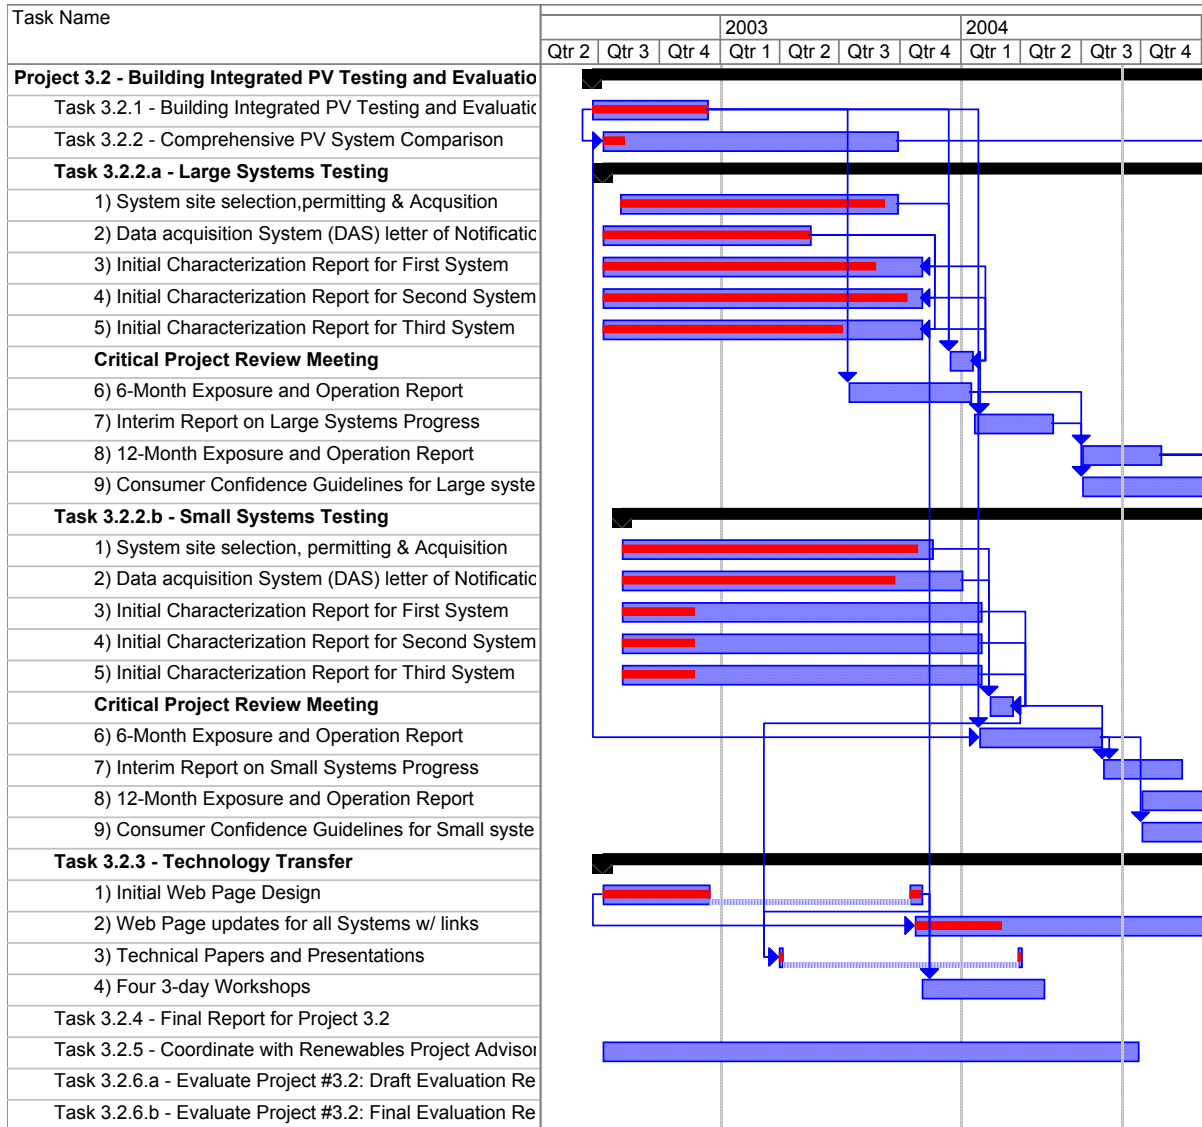 Task Name
2003 2004
Qtr 2 Qtr 3 Qtr 4 Qtr 1 Qtr 2 Qtr 3 Qtr 4 Qtr 1 Qtr 2 Qtr 3 Qtr 4
Project 3.2 - Building Integrated PV Testing and Evaluatio
Task 3.2.1 - Building Integrated PV Testing and Evaluatic
Task 3.2.2 - Comprehensive PV System Comparison
Task 3.2.2.a - Large Systems Testing
1) System site selection,permitting & Acqusition
2) Data acquisition System (DAS) letter of Notificatic
3) Initial Characterization Report for First System
4) Initial Characterization Report for Second System
5) Initial Characterization Report for Third System
Critical Project Review Meeting
6) 6-Month Exposure and Operation Report
7) Interim Report on Large Systems Progress
8) 12-Month Exposure and Operation Report
9) Consumer Confidence Guidelines for Large syste
Task 3.2.2.b - Small Systems Testing
1) System site selection, permitting & Acquisition
2) Data acquisition System (DAS) letter of Notificatic
3) Initial Characterization Report for First System
4) Initial Characterization Report for Second System
5) Initial Characterization Report for Third System
Critical Project Review Meeting
6) 6-Month Exposure and Operation Report
7) Interim Report on Small Systems Progress
8) 12-Month Exposure and Operation Report
9) Consumer Confidence Guidelines for Small syste
Task 3.2.3 - Technology Transfer
1) Initial Web Page Design
2) Web Page updates for all Systems w/ links
3) Technical Papers and Presentations
4) Four 3-day Workshops
Task 3.2.4 - Final Report for Project 3.2
Task 3.2.5 - Coordinate with Renewables Project Advisor
Task 3.2.6.a - Evaluate Project #3.2: Draft Evaluation Re
Task 3.2.6.b - Evaluate Project #3.2: Final Evaluation Re